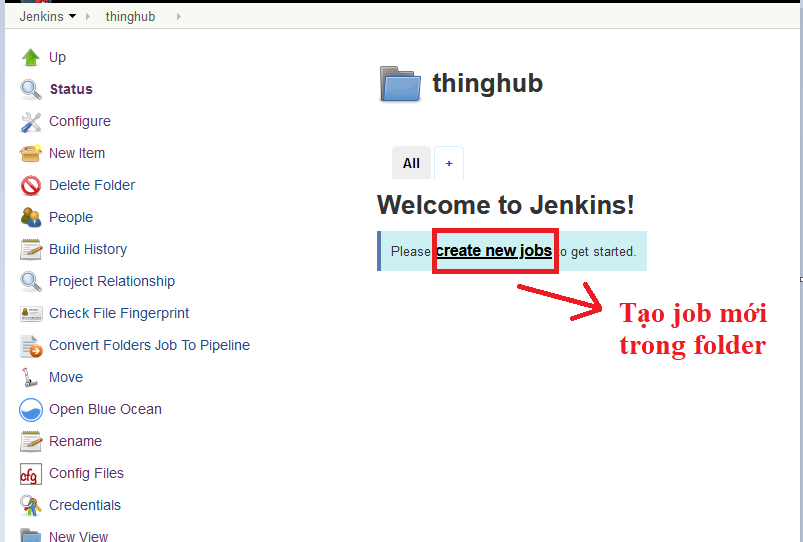 Jenkins thinghub
Up
Status
Configure
New Item
Delete Folder
People
Build History
Project Relationship
Check File Fingerprint
Convert Folders Job To Pipeline
Move
Open Blue Ocean
Rename
cfg Config Files
Credentials
New View
thinghub
All +
Welcome to Jenkins!
Please create new jobs to get started.
Tạo job mới
trong folder